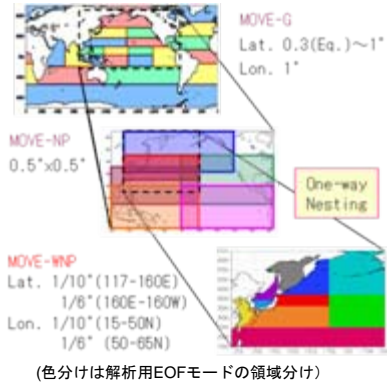 MOVE-G
Lat. 0.3(Eq.)～1°
Lon. 1°
MOVE-NP
0.5°x0.5°
One-way
Nesting
MOVE-WNP
Lat. 1/10°(117-160E)
1/6°(160E-160W)
Lon. 1/10°(15-50N)
1/6° (50-65N)
(色分けは解析用EOFモードの領域分け）